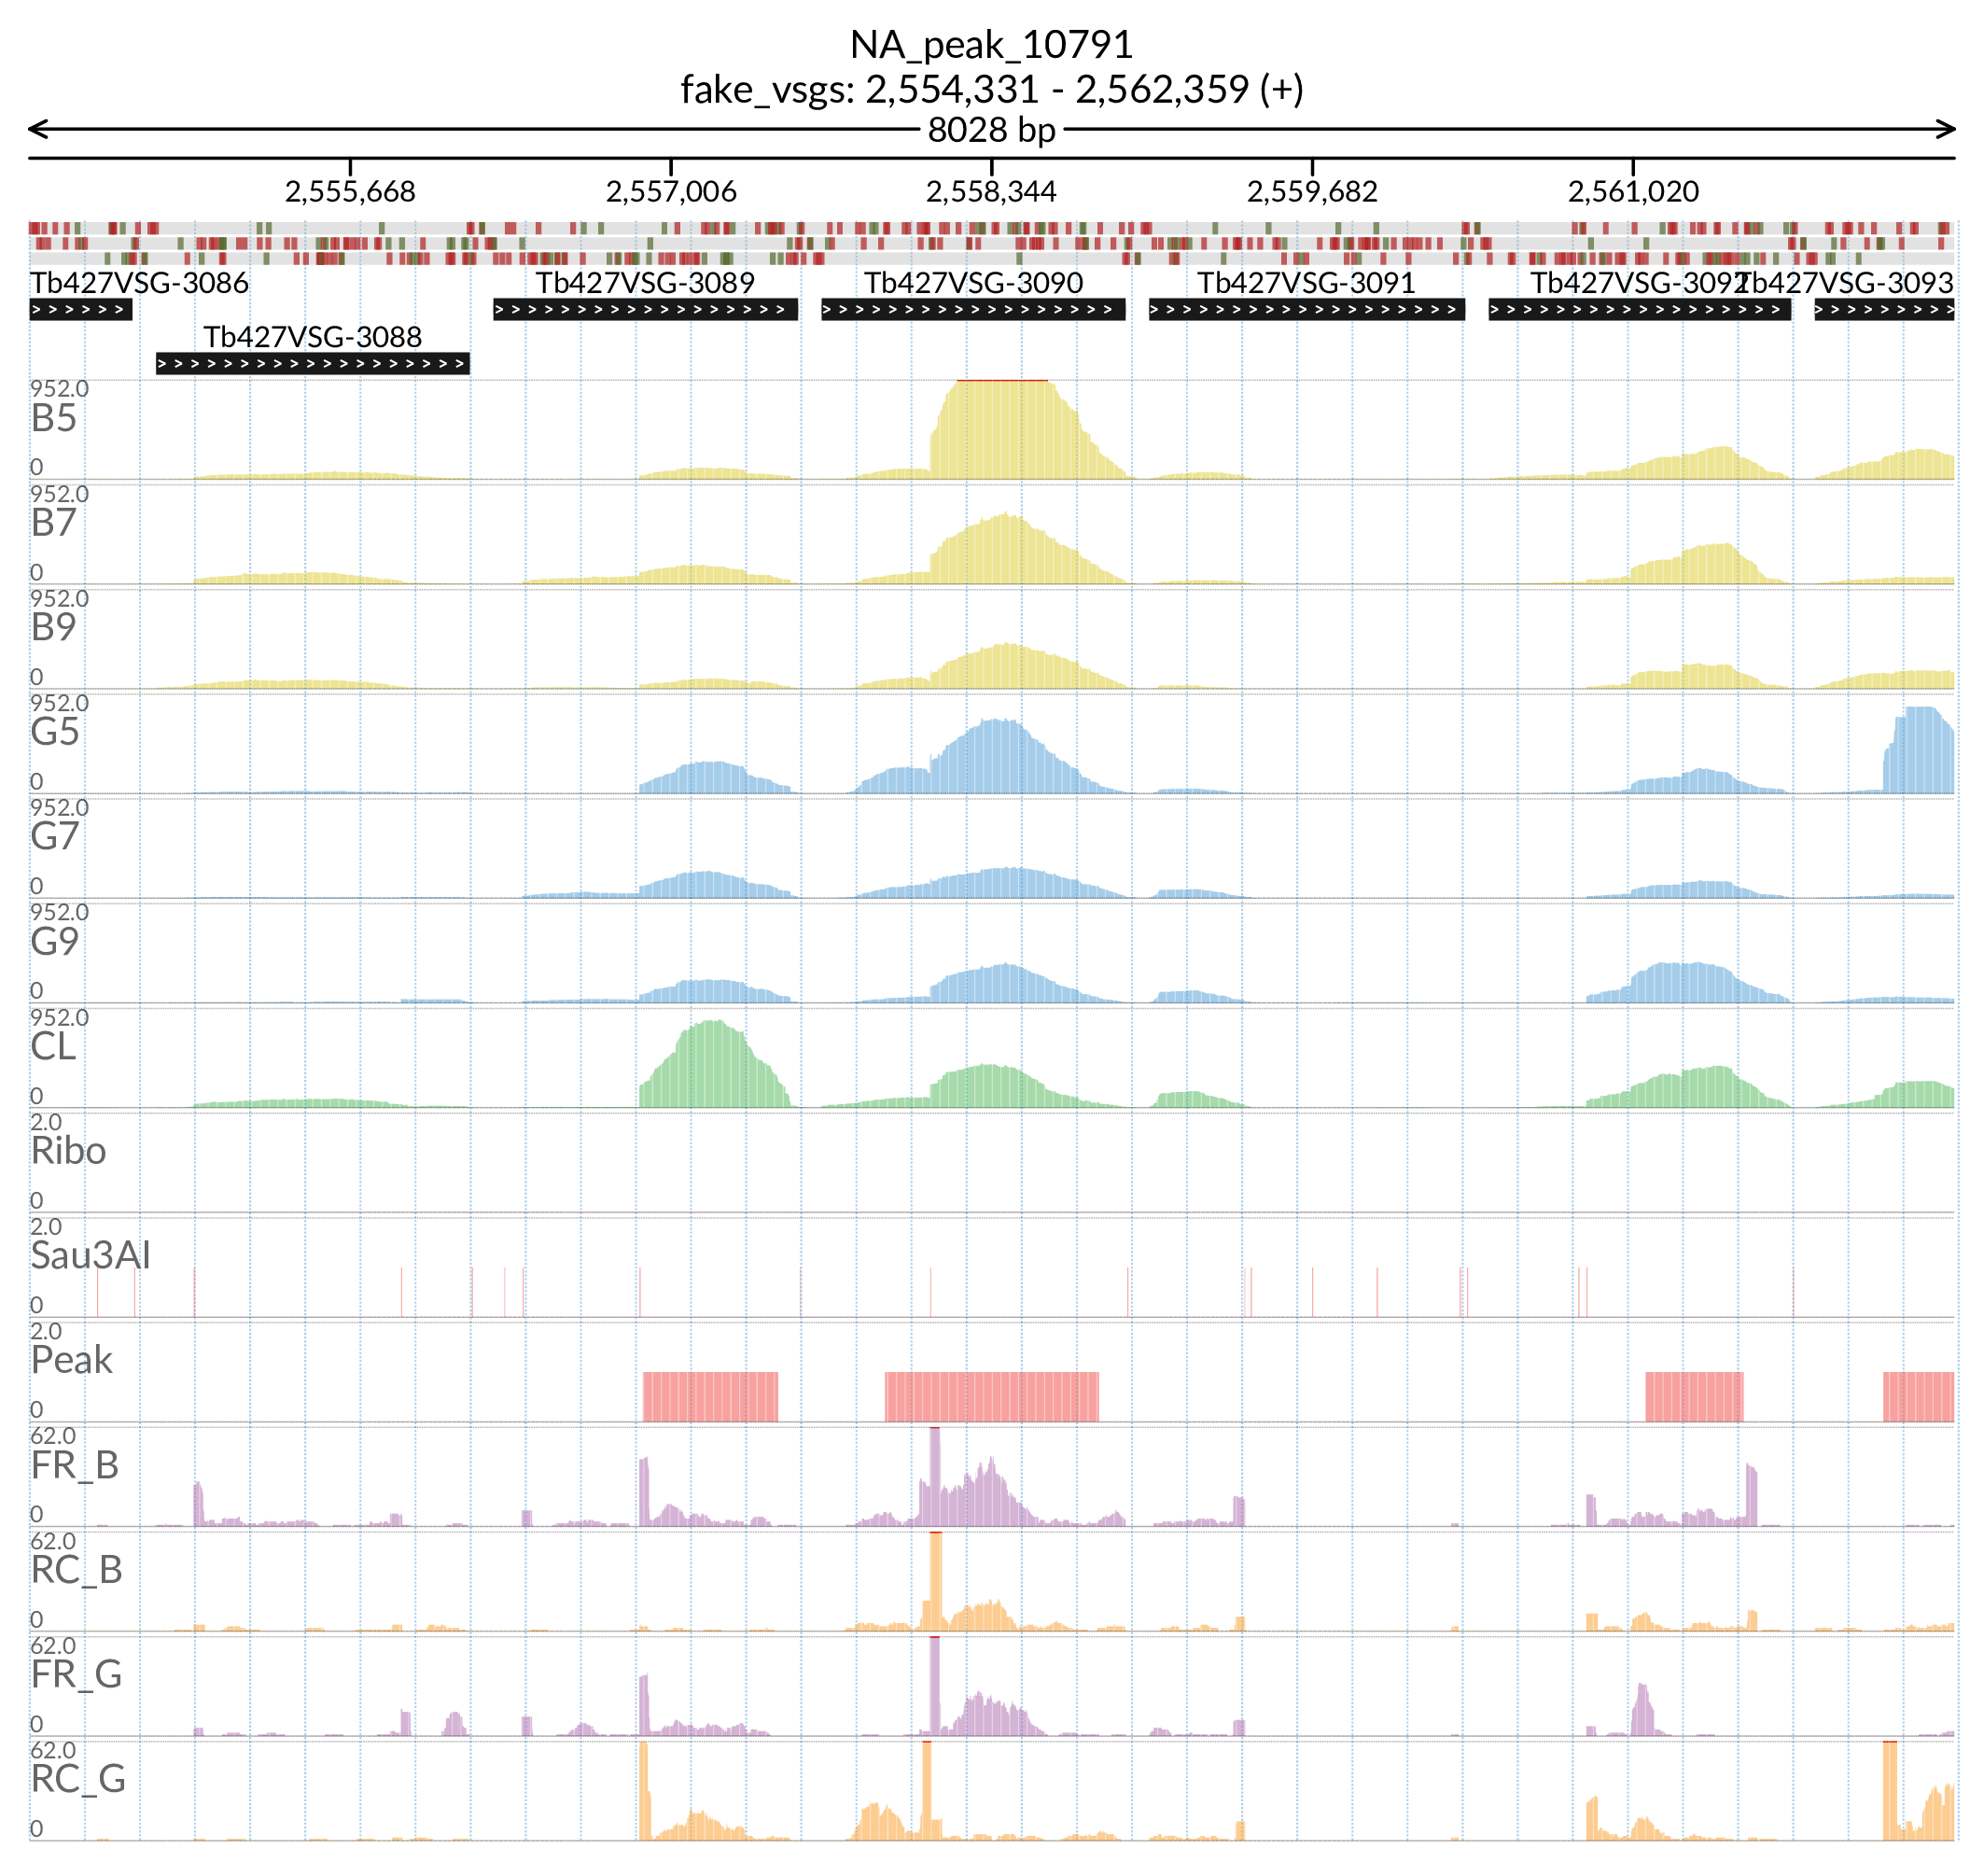 NA_peak_10791
fake_vsgs: 2,554,331 - 2,562,359 (+)
8028 bp
2,555,668 2,557,006 2,558,344 2,559,682 2,561,020
Tb427VSG-3086 Tb427VSG-3089 Tb427VSG-3090 Tb427VSG-3091 Tb427VSG-3092 Tb427VSG-3093
Tb427VSG-3088
952.0
B5
0
952.0
B7
0
952.0
B9
0
952.0
G5
0
952.0
G7
0
952.0
G9
0
952.0
CL
0
2.0
Ribo
0
2.0
Sau3AI
0
2.0
Peak
0
62.0
FR_B
0
62.0
RC_B
0
62.0
FR_G
0
62.0
RC_G
0